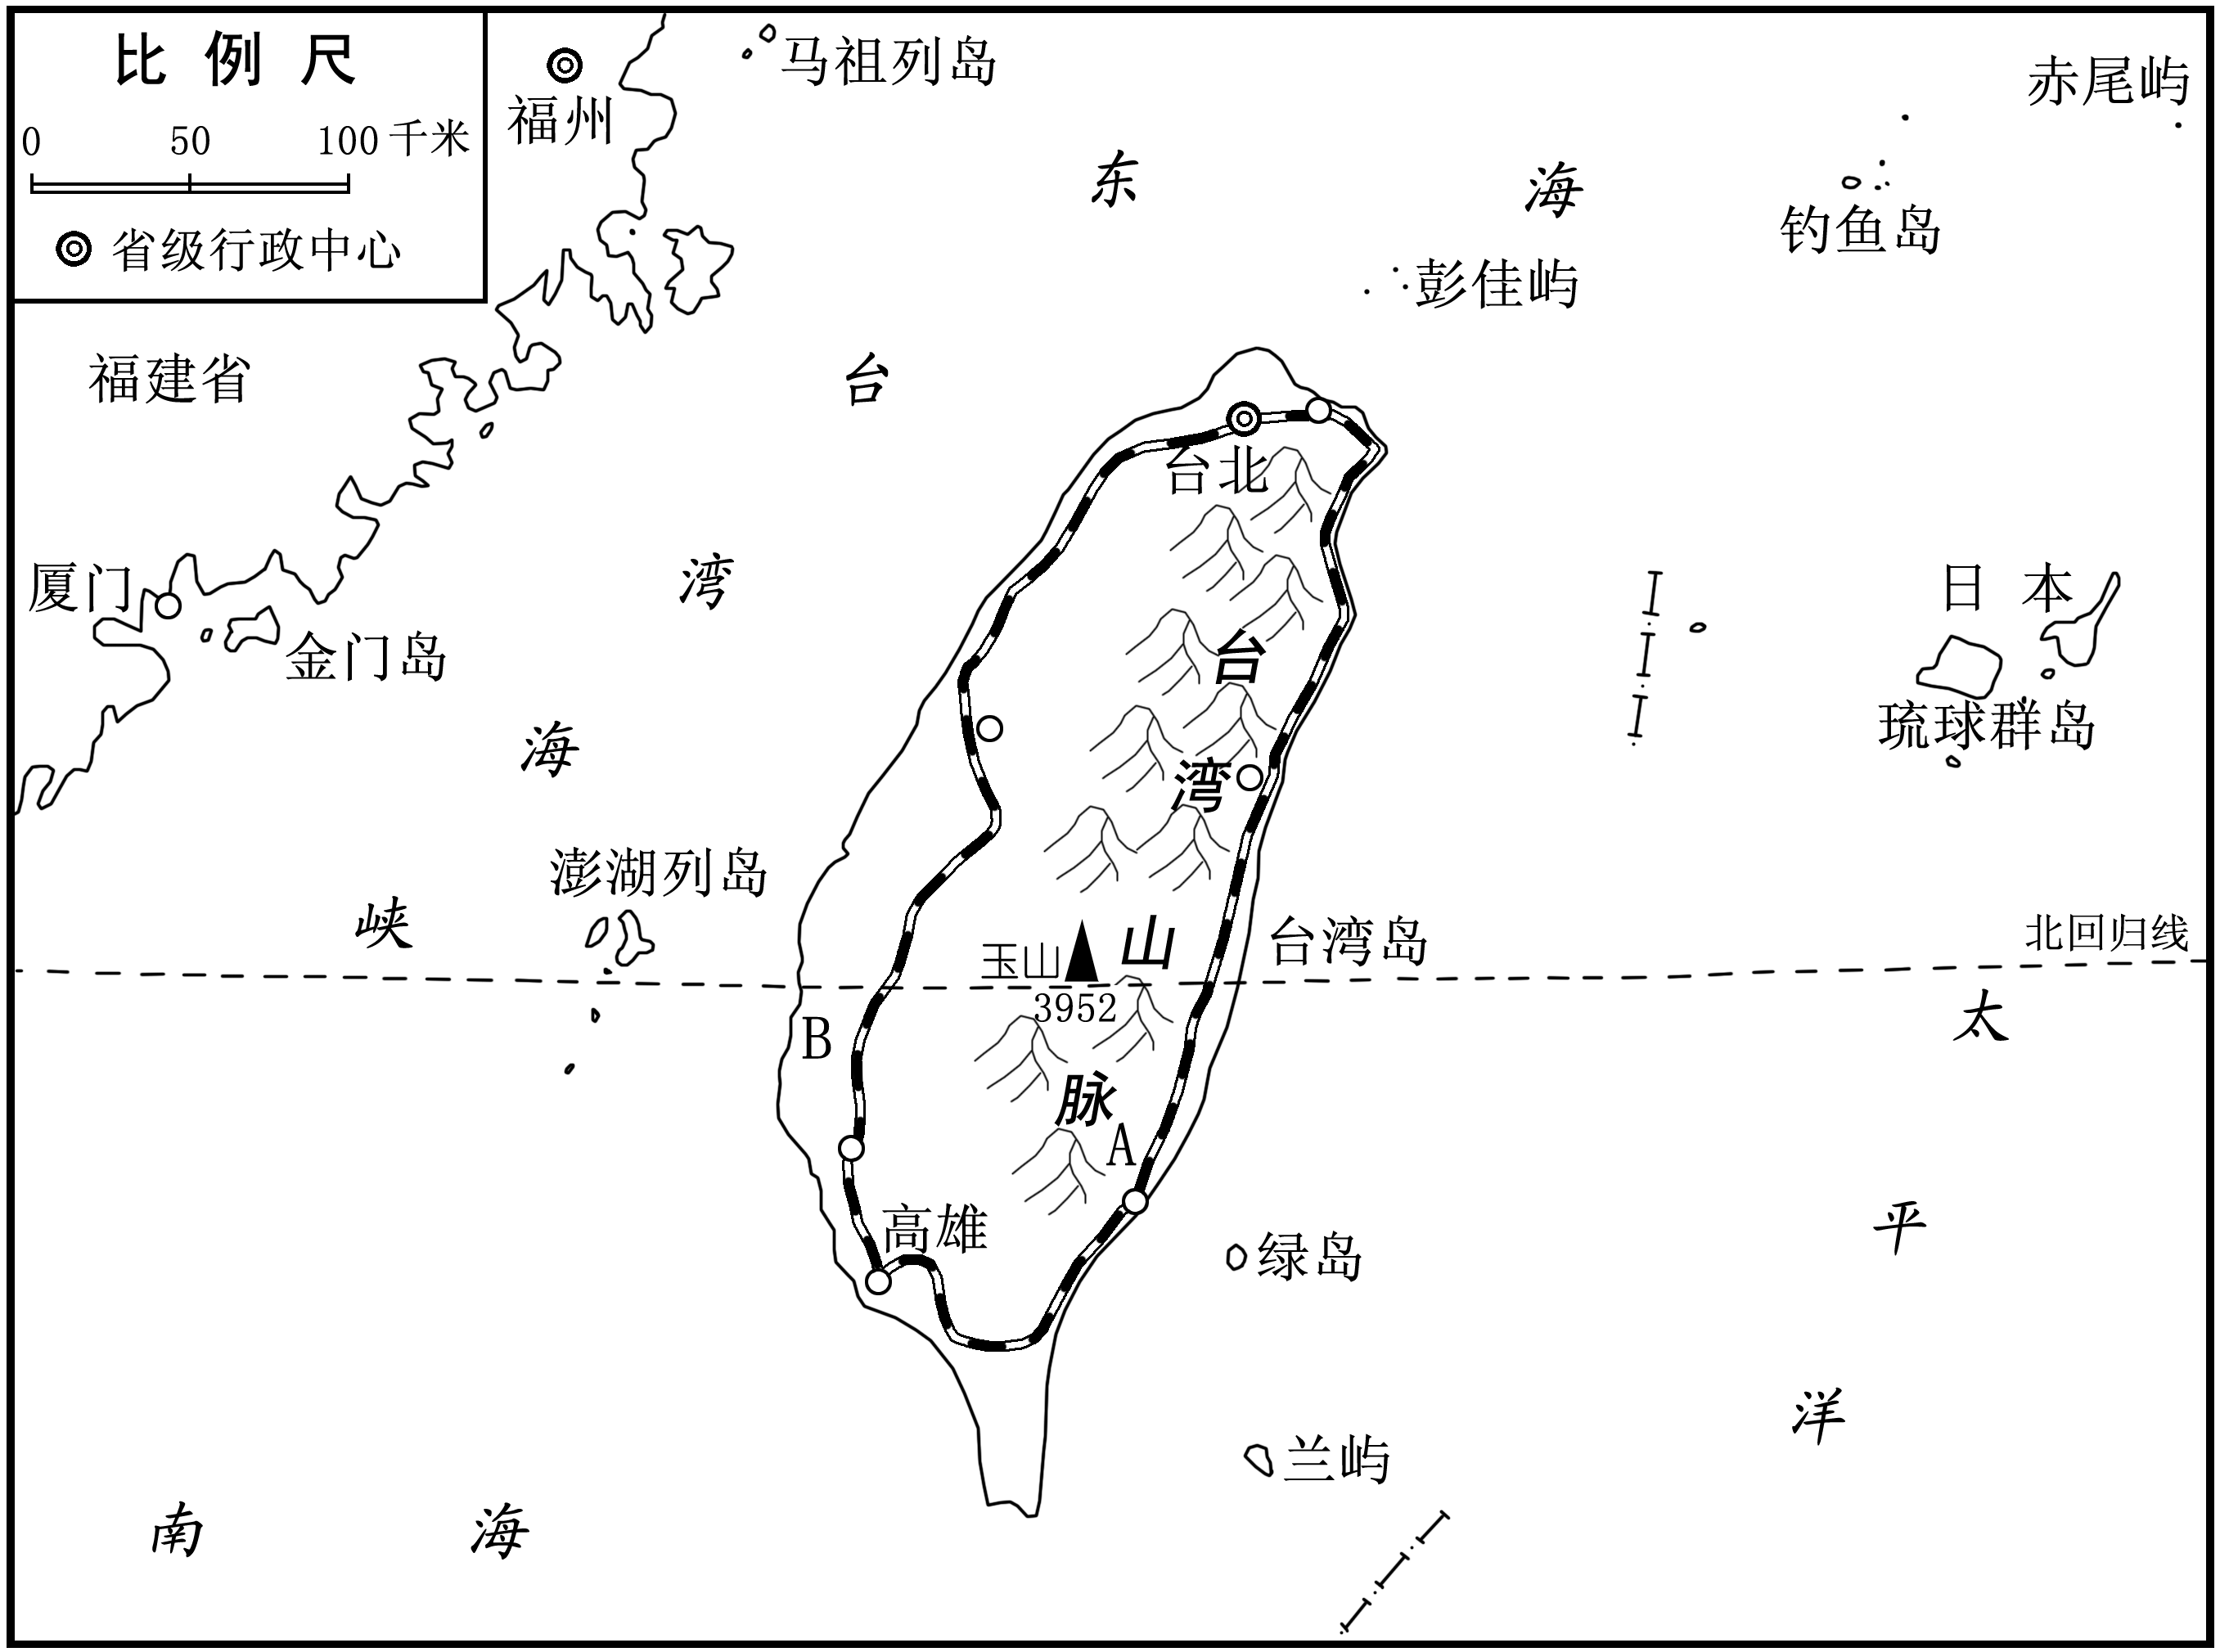 比例尺
0 50 100 千米
省级行政中心
福州
马祖列岛
赤尾屿
东海
钓鱼岛
彭佳屿
福建省
台湾海峡
台北
厦门
金门岛
日本
琉球群岛
台湾山脉
澎湖列岛
玉山
3952
台湾岛
北回归线
B
A
太平洋
高雄
绿岛
兰屿
南海